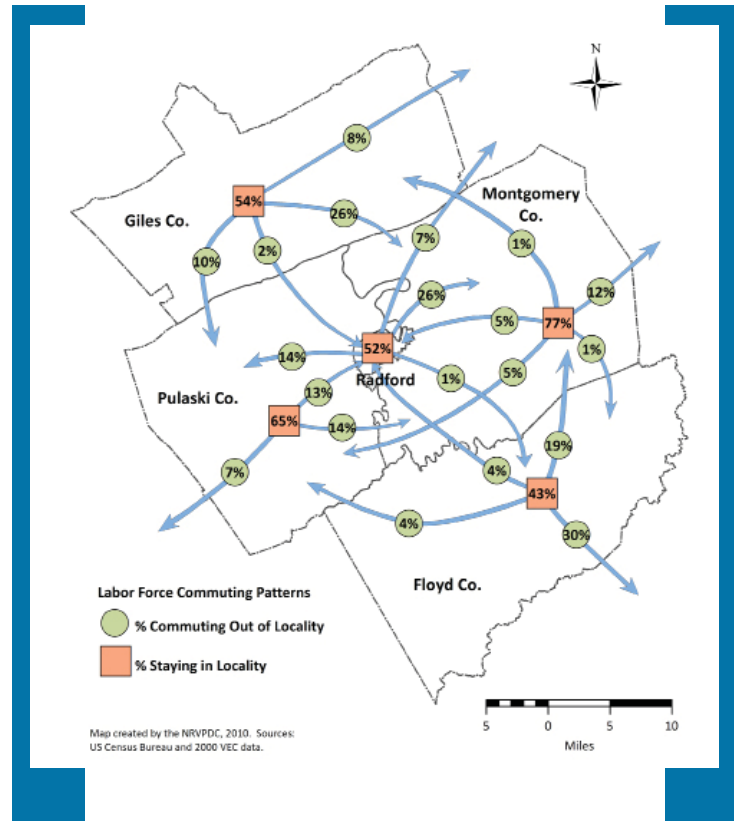 N
8%
Montgomery
Co.
54%
Giles Co.
26%
7%
1%
2%
10%
26%
12%
5%
77%
52%
1%
14%
Radford
1%
5%
Pulaski Co.
13%
65%
14%
19%
7%
4%
43%
4%
30%
Floyd Co.
Labor Force Commuting Patterns
% Commuting Out of Locality
% Staying in Locality
5 0 5 10
Miles
Map created by the NRVPDC, 2010. Sources:
US Census Bureau and 2000 VEC data.